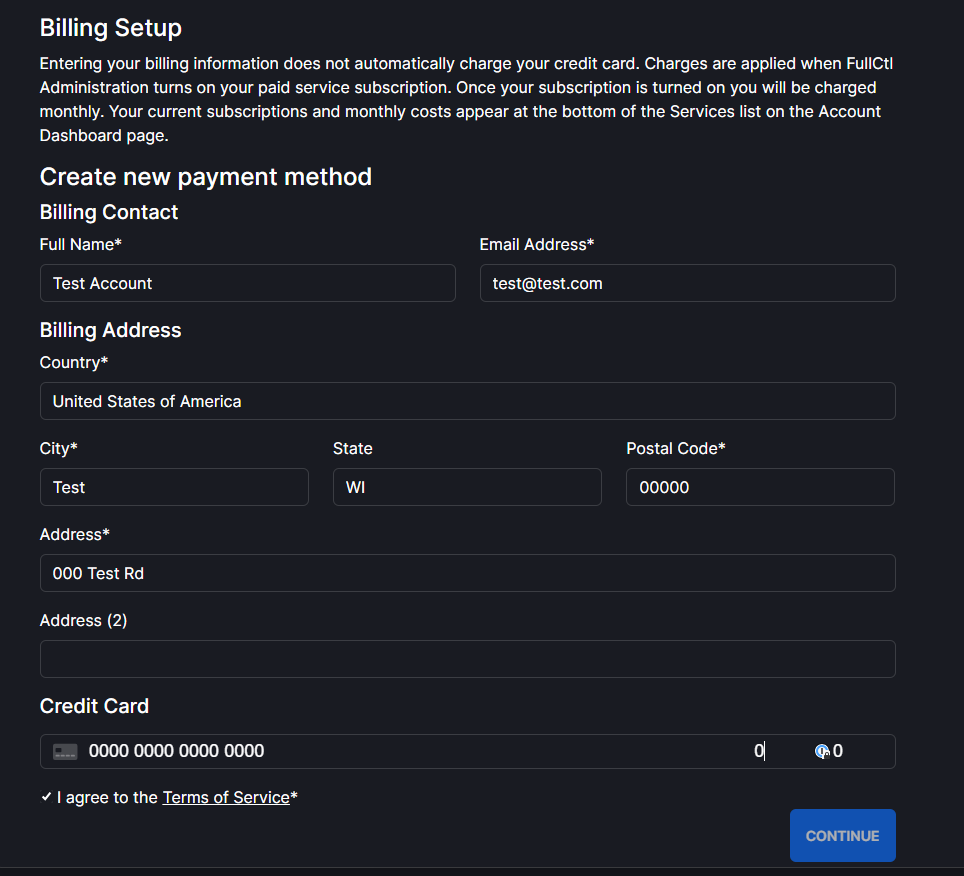 Billing Setup
Entering your billing information does not automatically charge your credit card. Charges are applied when FullCtl
Administration turns on your paid service subscription. Once your subscription is turned on you will be charged
monthly. Your current subscriptions and monthly costs appear at the bottom of the Services list on the Account
Dashboard page.
Create new payment method
Billing Contact
Full Name* Email Address*
Test Account test@test.com
Billing Address
Country*
United States of America
City* State Postal Code*
Test WI 00000
Address*
000 Test Rd
Address (2)
Credit Card
0000 0000 0000 0000 0 0
I agree to the Terms of Service*
CONTINUE